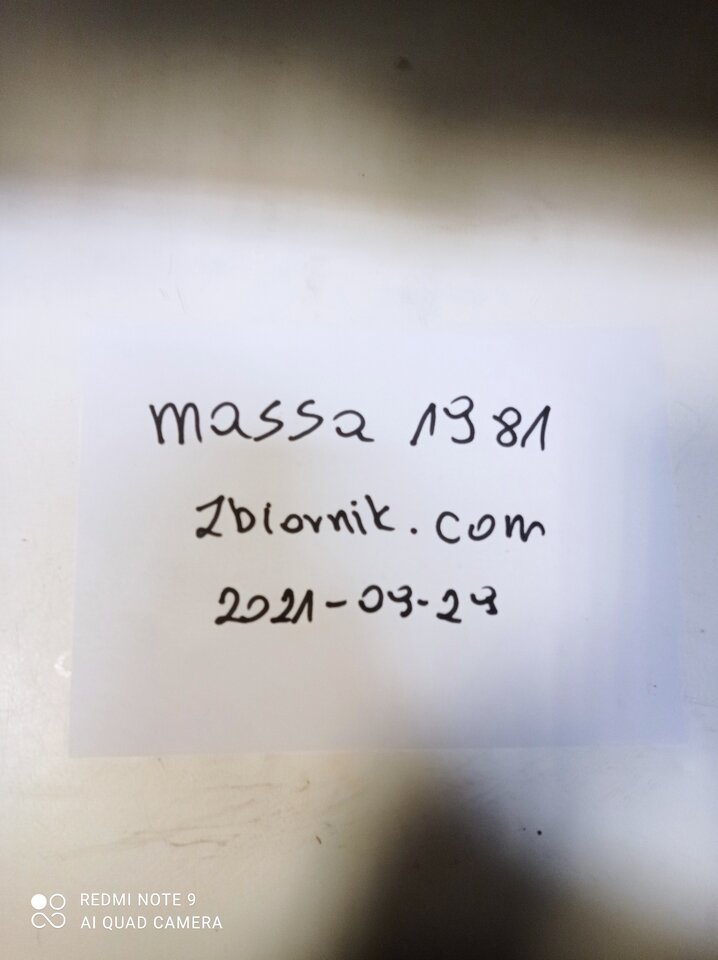 massa 1981
Zbiornik.com
2021-09-29
REDMI NOTE 9
AI QUAD CAMERA